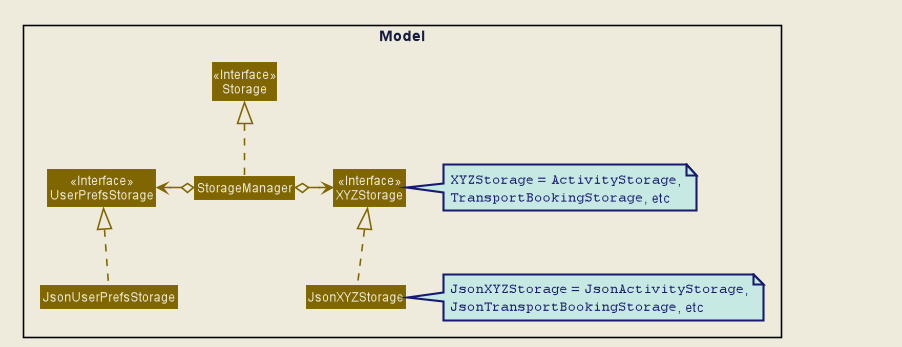 Model
«Interface»
Storage
«Interface»
UserPrefsStorage
StorageManager
«Interface»
XYZStorage
XYZStorage = ActivityStorage,
TransportBookingStorage, etc
JsonUserPrefsStorage
JsonXYZStorage
JsonXYZStorage = JsonActivityStorage,
JsonTransportBookingStorage, etc